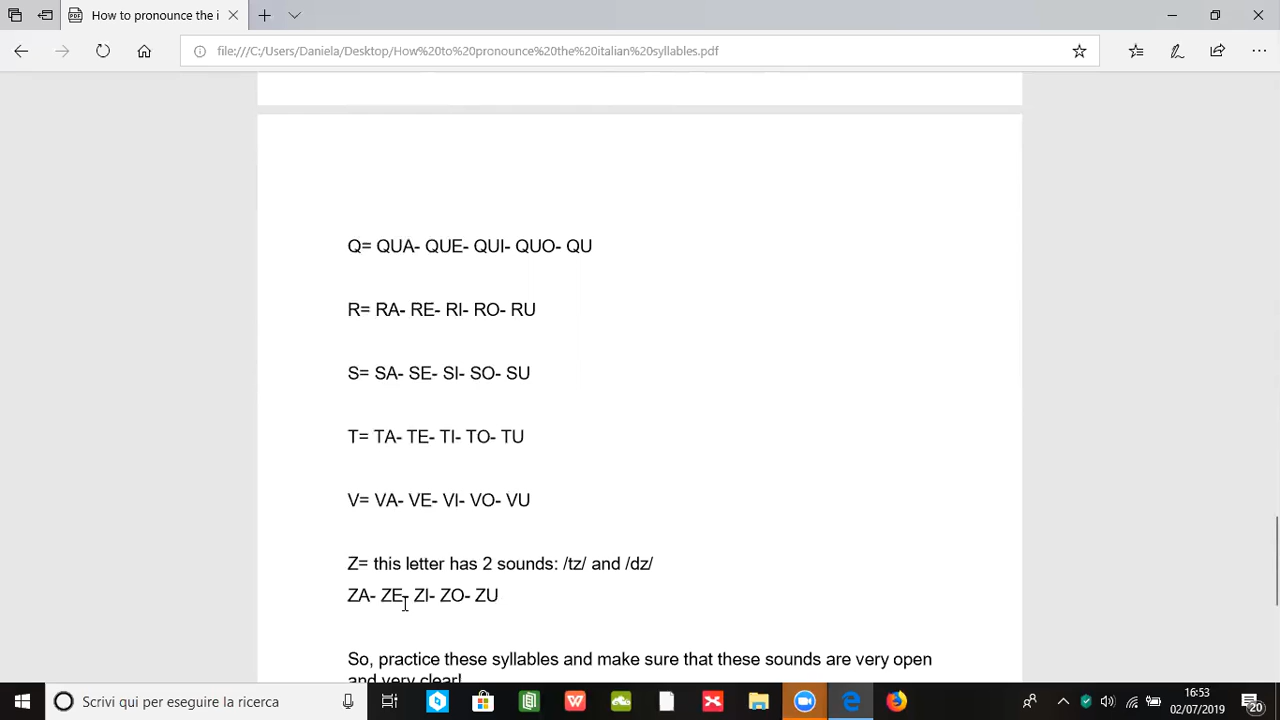 How to pronounce the i
file:///C:/Users/Daniela/Desktop/How%20to%20pronounce%20the%20italian%20syllables.pdf
Q= QUA- QUE- QUI- QUO- QU
R= RA- RE- RI- RO- RU
S= SA- SE- SI- SO- SU
T= TA- TE- TI- TO- TU
V= VA- VE- VI- VO- VU
Z= this letter has 2 sounds: /tz/ and /dz/
ZA- ZE- ZI- ZO- ZU
So, practice these syllables and make sure that these sounds are very open
and very clear!
Scrivi qui per eseguire la ricerca
16:53
02/07/2019
20